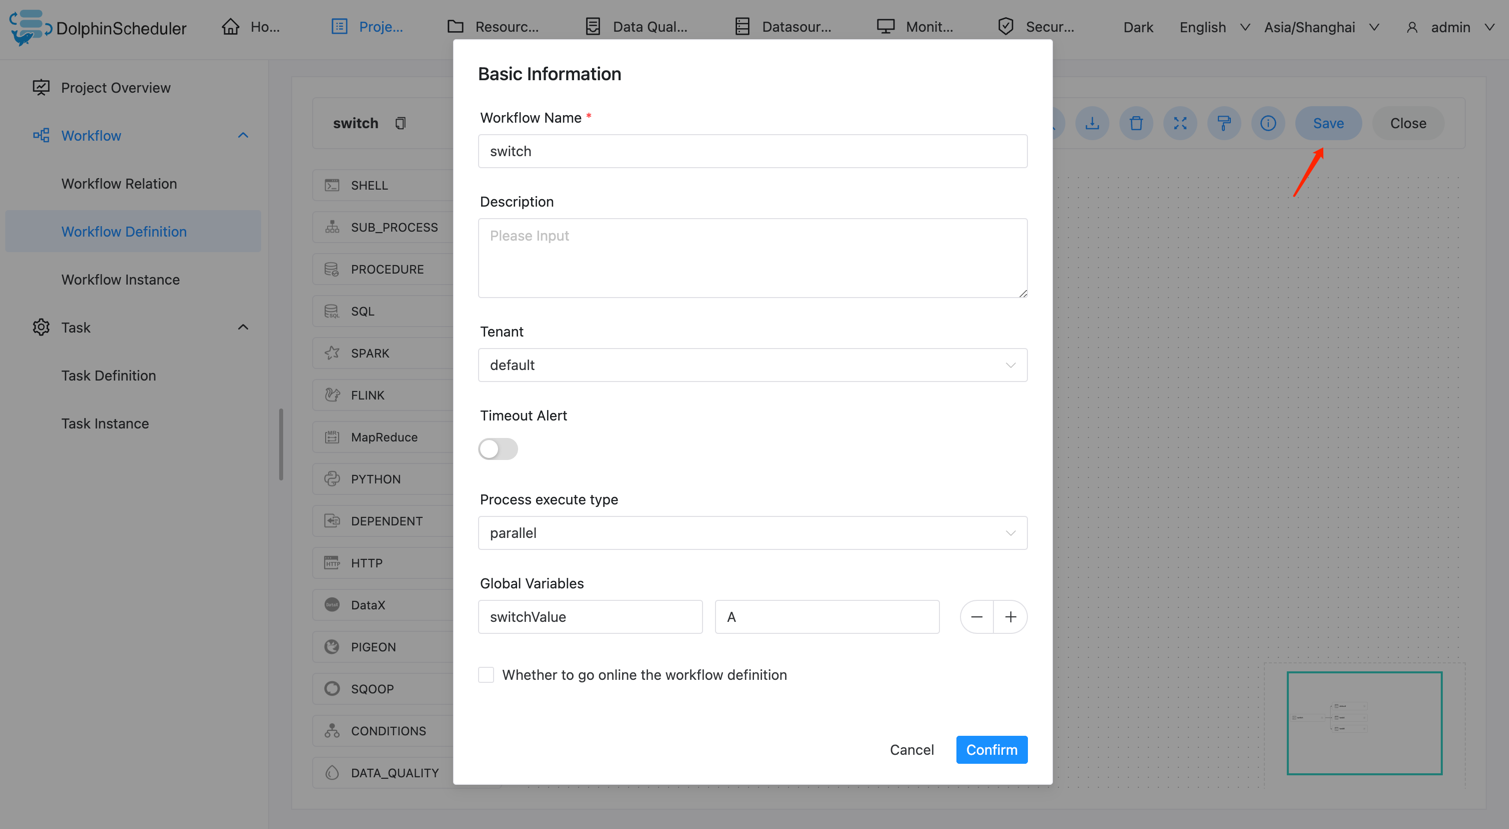 DolphinScheduler
Ho...
Proje...
Resourc...
Data Qual...
Datasour...
Monit...
Secur...
Dark
English
Asia/Shanghai
admin
Project Overview
Workflow
Workflow Relation
Workflow Definition
Workflow Instance
Task
Task Definition
Task Instance
switch
Save
Close
SHELL
SUB_PROCESS
PROCEDURE
SQL
SPARK
FLINK
MapReduce
PYTHON
DEPENDENT
HTTP
DataX
PIGEON
SQOOP
CONDITIONS
DATA_QUALITY
Basic Information
Workflow Name *
switch
Description
Please Input
Tenant
default
Timeout Alert
Process execute type
parallel
Global Variables
switchValue
A
Whether to go online the workflow definition
Cancel
Confirm